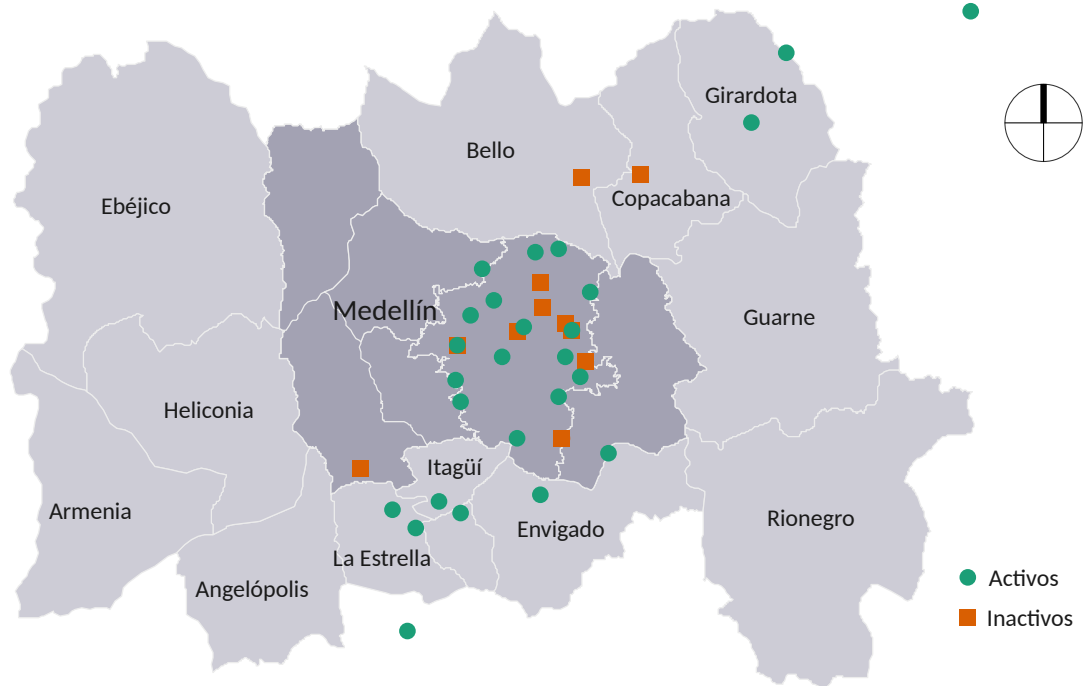 Girardota
Bello
Copacabana
Ebéjico
Medellín
Guarne
Heliconia
Itagüí
Armenia
Envigado
Rionegro
La Estrella
Angelópolis
Activos
Inactivos